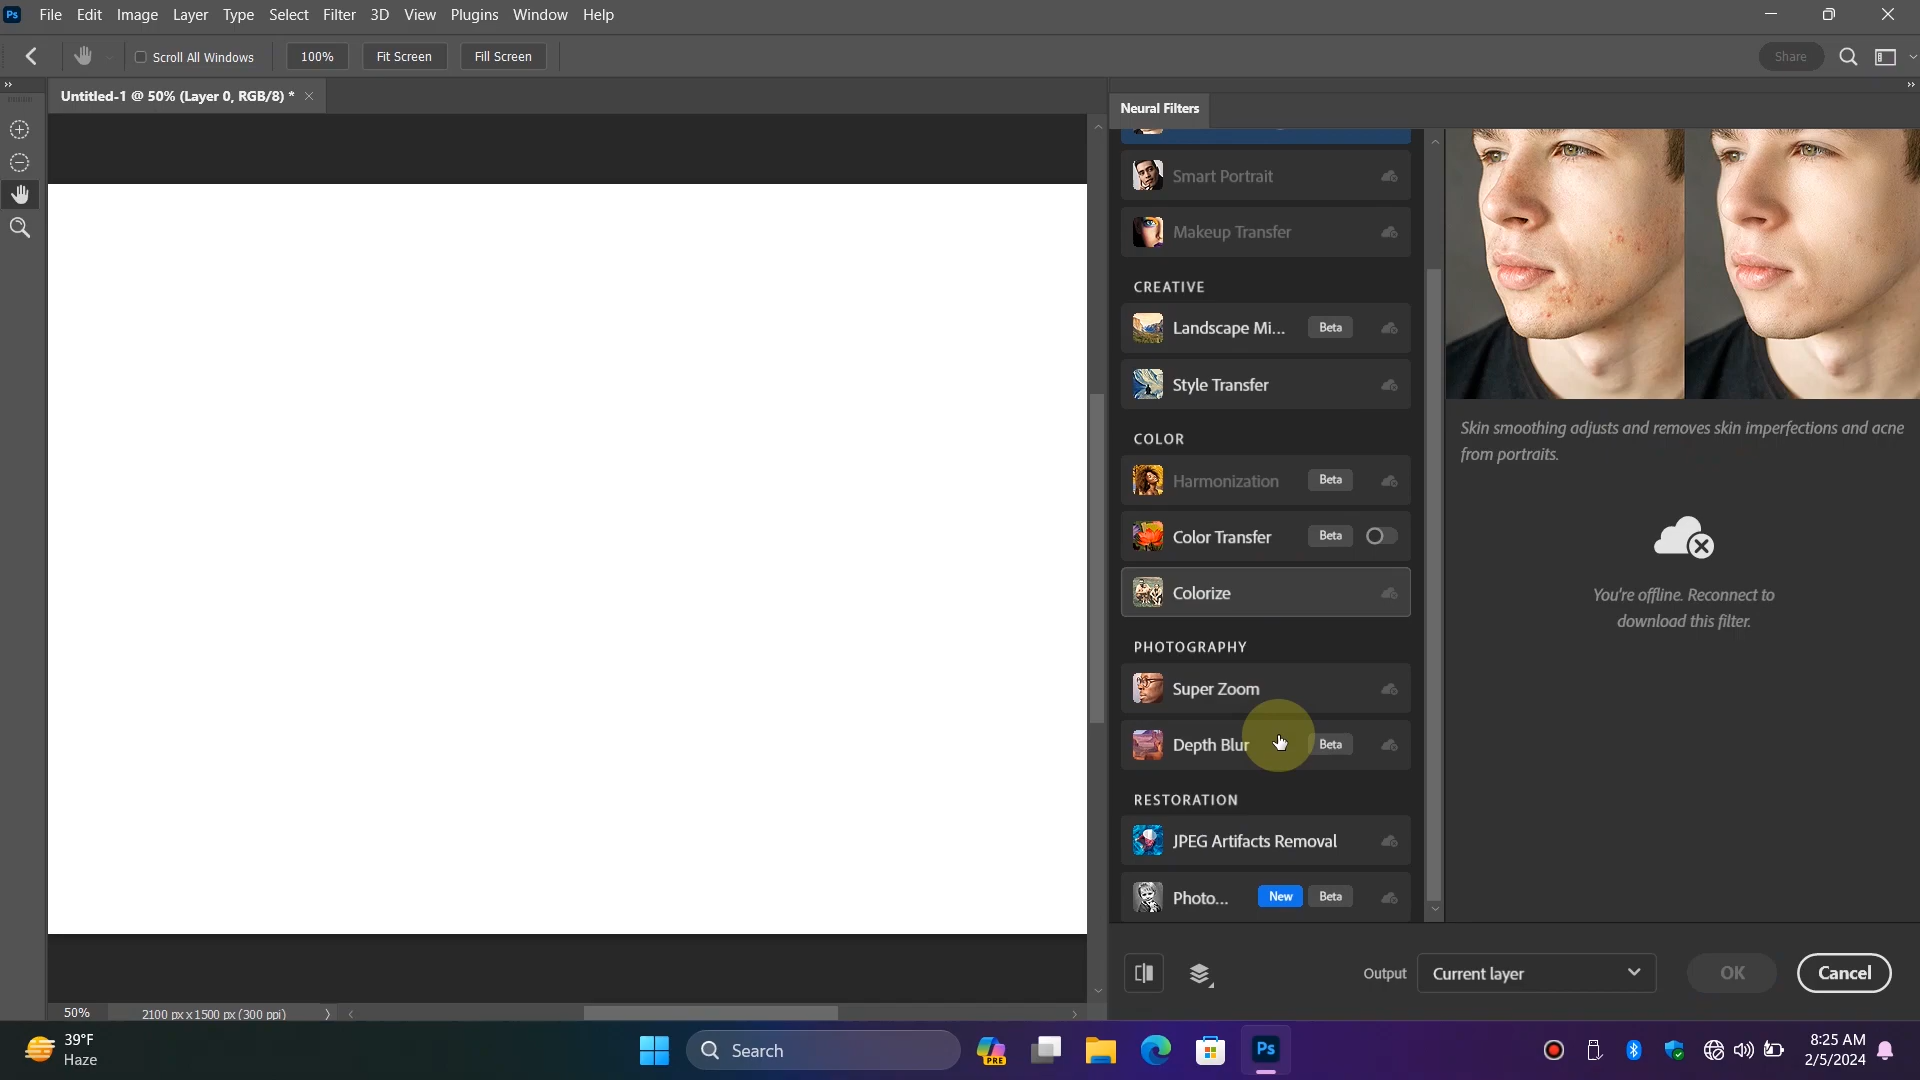 Ps File Edit Image Layer Type Select Filter 3D View Plugins Window Help
Scroll All Windows 100% Fit Screen Fill Screen Share
Untitled-1 @ 50% (Layer 0, RGB/8) *
Neural Filters
Smart Portrait
Makeup Transfer
CREATIVE
Landscape Mi... Beta
Style Transfer
COLOR
Harmonization Beta
Color Transfer Beta
Colorize
PHOTOGRAPHY
Super Zoom
Depth Blur Beta
RESTORATION
JPEG Artifacts Removal
Photo... New Beta
Skin smoothing adjusts and removes skin imperfections and acne
from portraits.
You're offline. Reconnect to
download this filter.
Output Current layer OK Cancel
50% 2100 px x 1500 px (300 ppi)
39°F
Haze
Search
PRE
Ps
8:25 AM
2/5/2024